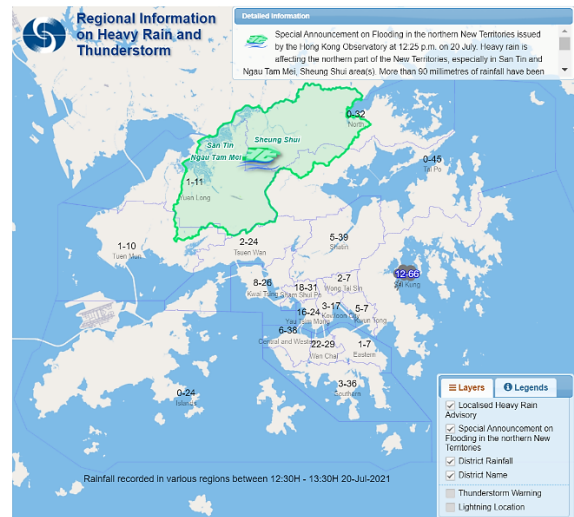 Regional Information
on Heavy Rain and
Thunderstorm
Detailed Information
Special Announcement on Flooding in the northern New Territories issued
by the Hong Kong Observatory at 12:25 p.m. on 20 July. Heavy rain is
affecting the northern part of the New Territories, especially in San Tin and
Ngau Tam Mei, Sheung Shui area(s). More than 90 millimetres of rainfall have been
0-32
North
Sheung Shui
San Tin
Ngau Tam Mei
0-45
Tai Po
1-11
Yuen Long
1-10
Tuen Mun
2-24
Tsuen Wan
5-39
Shatin
12-66
Sai Kung
8-26
Kwai Tsing
18-31
Sham Shui Po
2-7
Wong Tai Sin
16-24
Yau Tsim Mong
3-17
Kowloon City
5-7
Kwun Tong
6-38
Central and Western
22-29
Wan Chai
1-7
Eastern
3-36
Southern
0-24
Islands
Rainfall recorded in various regions between 12:30H - 13:30H 20-Jul-2021
Layers
Legends
Localised Heavy Rain
Advisory
Special Announcement on
Flooding in the northern New
Territories
District Rainfall
District Name
Thunderstorm Warning
Lightning Location